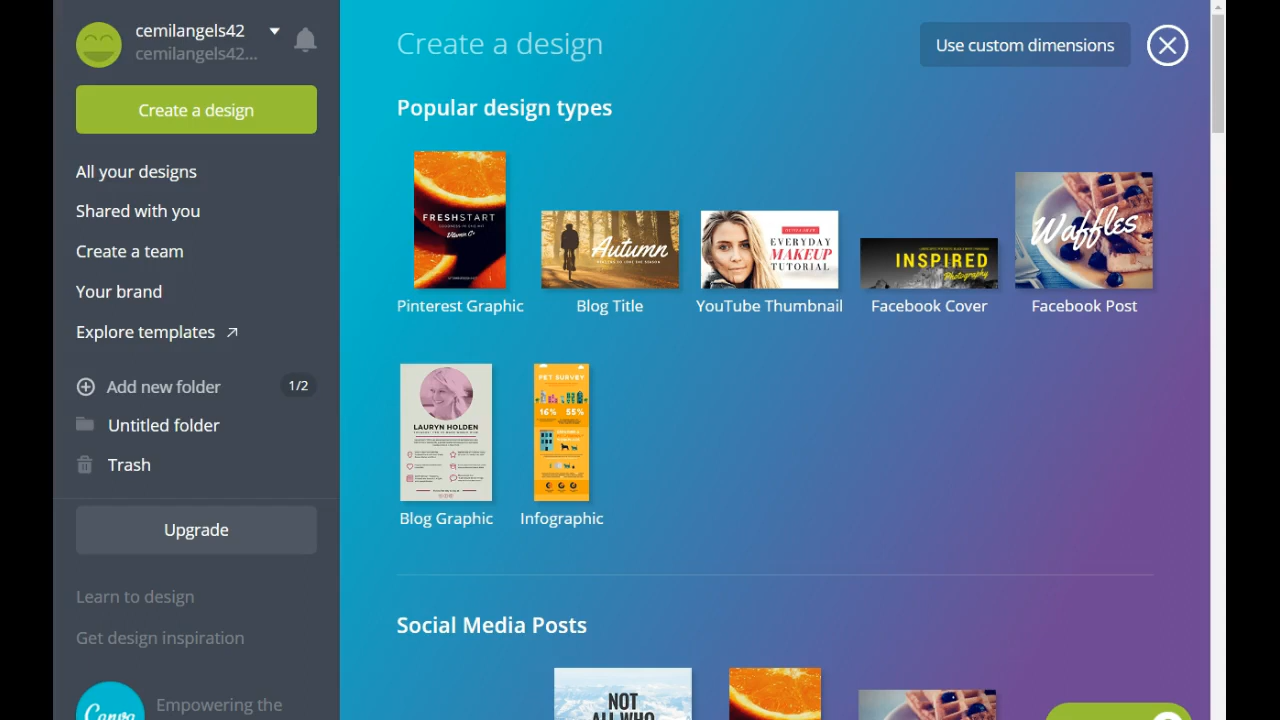 cemilangels42
cemilangels42...
Create a design
All your designs
Shared with you
Create a team
Your brand
Explore templates
Add new folder
1/2
Untitled folder
Trash
Upgrade
Learn to design
Get design inspiration
Canva
Empowering the
Create a design
Use custom dimensions
Popular design types
FRESHSTART
Autumn
EVERYDAY
MAKEUP
TUTORIAL
INSPIRED
Photography
Waffles
Pinterest Graphic
Blog Title
YouTube Thumbnail
Facebook Cover
Facebook Post
LAURYN HOLDEN
PET SURVEY
16% 55%
Blog Graphic
Infographic
Social Media Posts
NOT
ALL WHO